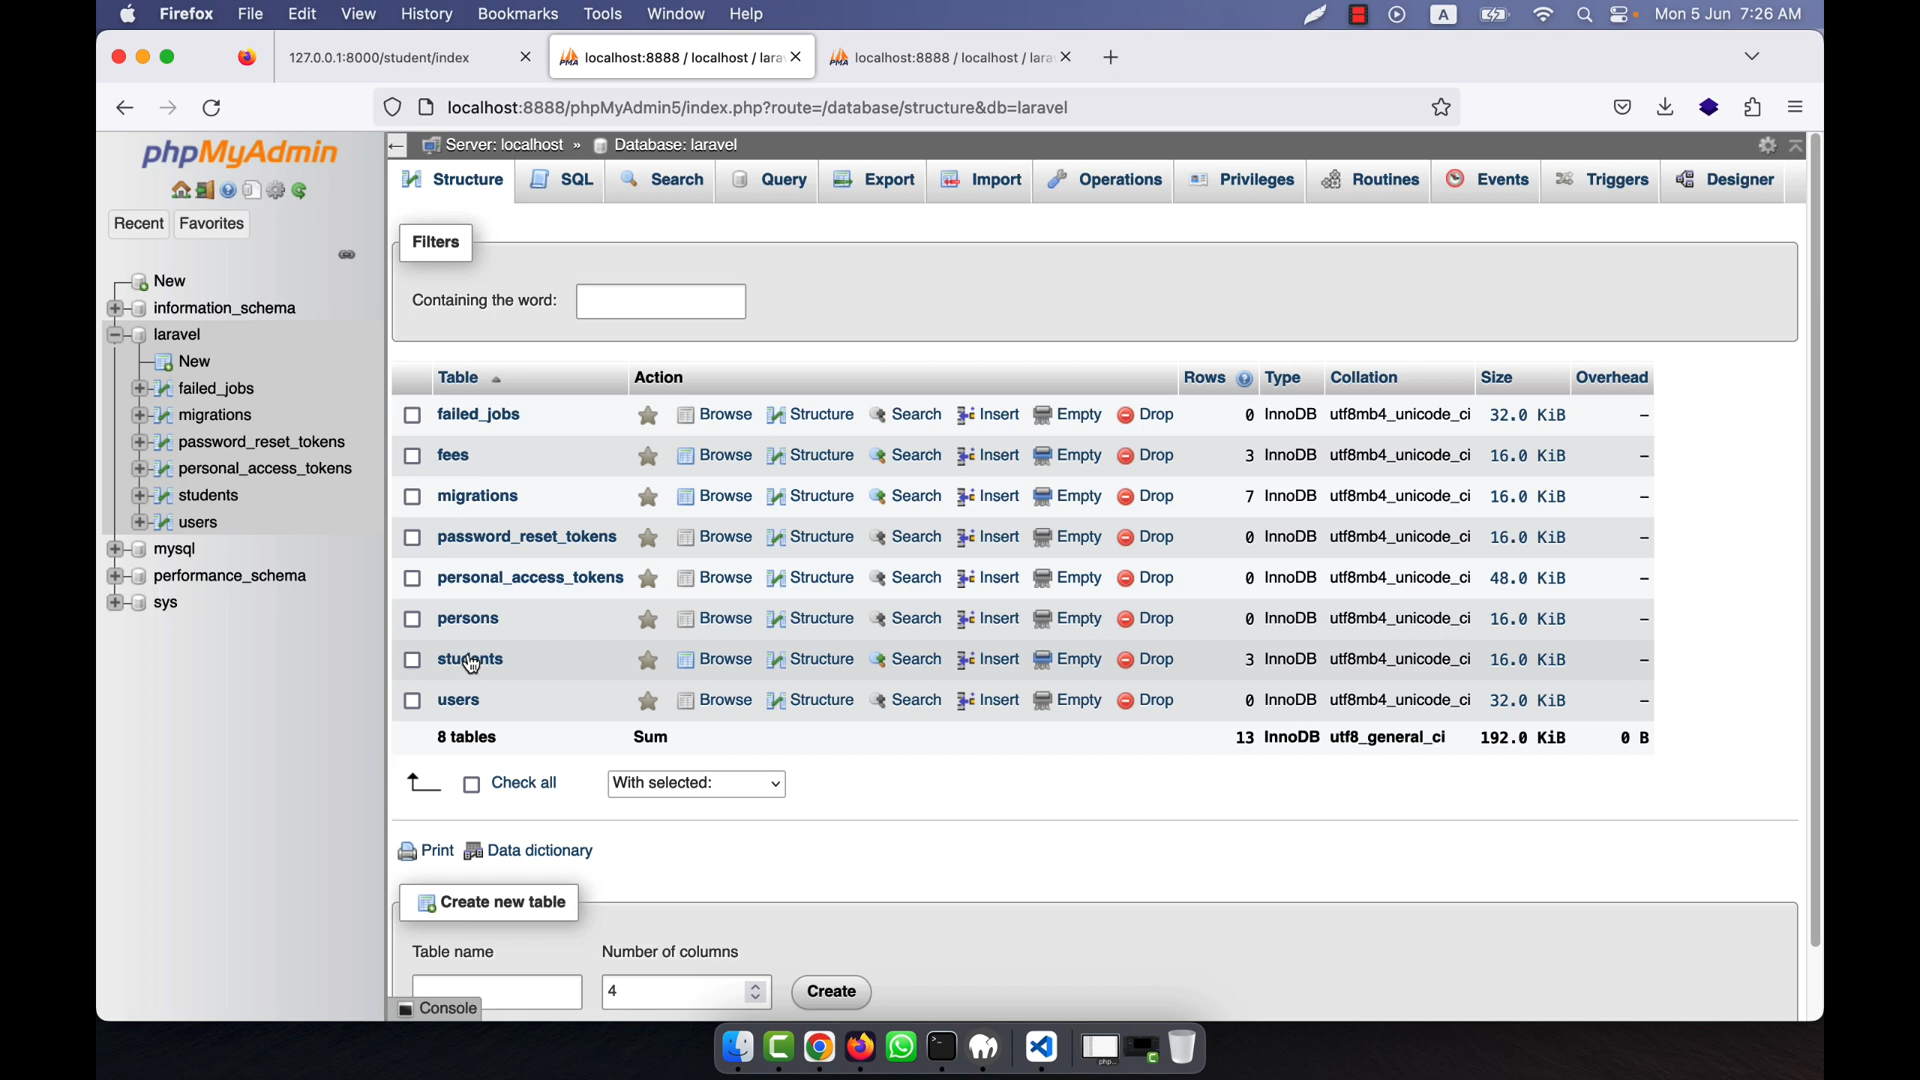 Firefox File Edit View History Bookmarks Tools Window Help A Mon 5 Jun 7:26 AM
127.0.0.1:8000/student/index localhost:8888 / localhost / lara localhost:8888 / localhost / lara
localhost:8888/phpMyAdmin5/index.php?route=/database/structure&db=laravel
phpMyAdmin
Recent Favorites
New
information_schema
laravel
New
failed_jobs
migrations
password_reset_tokens
personal_access_tokens
students
users
mysql
performance_schema
sys
Server: localhost » Database: laravel
Structure SQL Search Query Export Import Operations Privileges Routines Events Triggers Designer
Filters
Containing the word:
Table Action Rows Type Collation Size Overhead
failed_jobs Browse Structure Search Insert Empty Drop 0 InnoDB utf8mb4_unicode_ci 32.0 KiB –
fees Browse Structure Search Insert Empty Drop 3 InnoDB utf8mb4_unicode_ci 16.0 KiB –
migrations Browse Structure Search Insert Empty Drop 7 InnoDB utf8mb4_unicode_ci 16.0 KiB –
password_reset_tokens Browse Structure Search Insert Empty Drop 0 InnoDB utf8mb4_unicode_ci 16.0 KiB –
personal_access_tokens Browse Structure Search Insert Empty Drop 0 InnoDB utf8mb4_unicode_ci 48.0 KiB –
persons Browse Structure Search Insert Empty Drop 0 InnoDB utf8mb4_unicode_ci 16.0 KiB –
students Browse Structure Search Insert Empty Drop 3 InnoDB utf8mb4_unicode_ci 16.0 KiB –
users Browse Structure Search Insert Empty Drop 0 InnoDB utf8mb4_unicode_ci 32.0 KiB –
8 tables Sum 13 InnoDB utf8_general_ci 192.0 KiB 0 B
Check all With selected:
Print Data dictionary
Create new table
Table name Number of columns
4 Create
Console